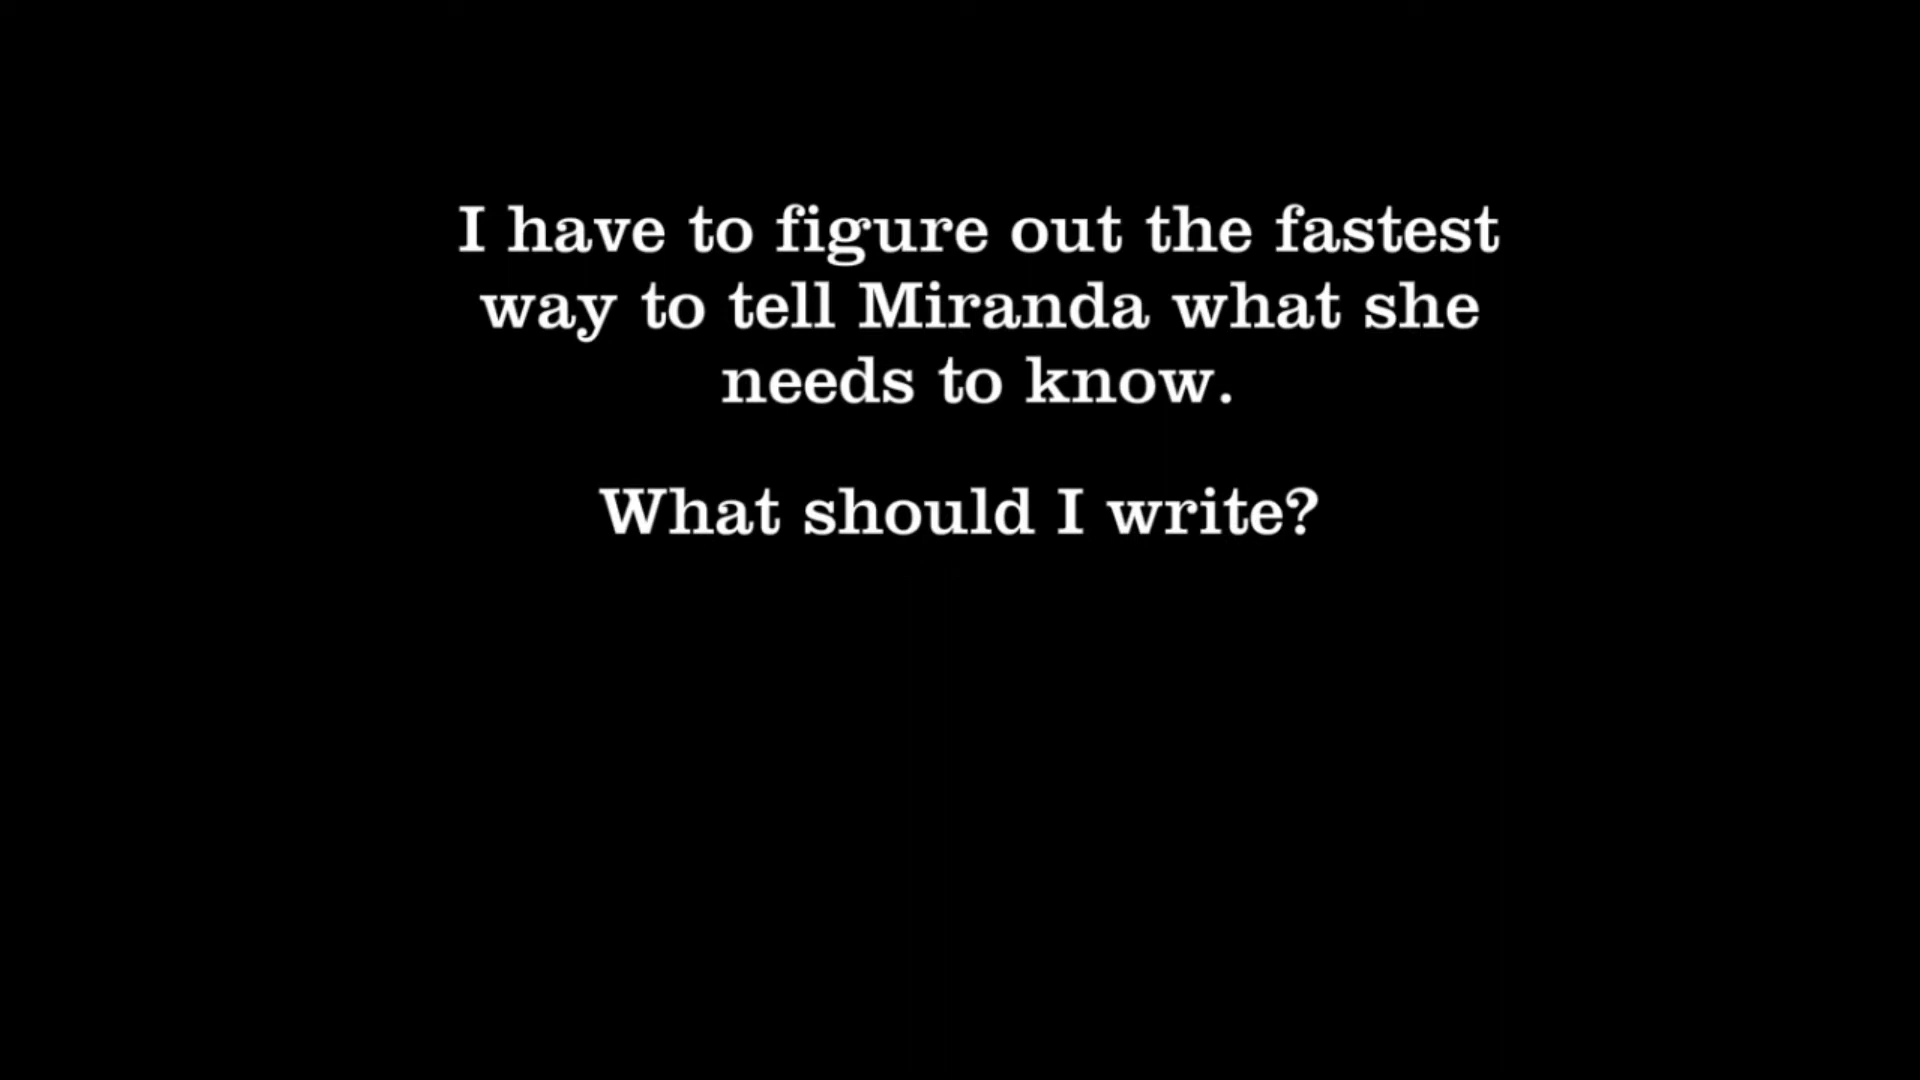 I have to figure out the fastest
way to tell Miranda what she
needs to know.
What should I write?